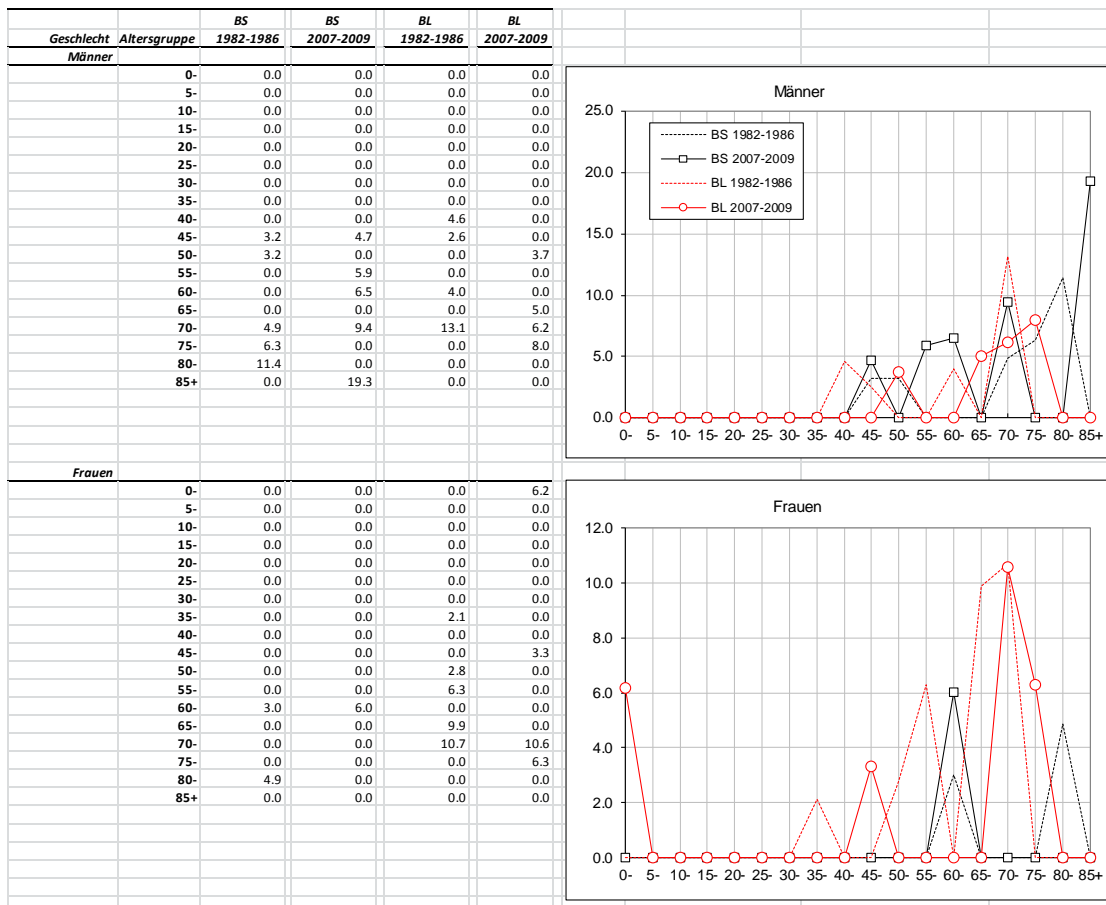 BS BS BL BL
Geschlecht Altersgruppe 1982-1986 2007-2009 1982-1986 2007-2009
Männer
0- 0.0 0.0 0.0 0.0
5- 0.0 0.0 0.0 0.0
10- 0.0 0.0 0.0 0.0
15- 0.0 0.0 0.0 0.0
20- 0.0 0.0 0.0 0.0
25- 0.0 0.0 0.0 0.0
30- 0.0 0.0 0.0 0.0
35- 0.0 0.0 0.0 0.0
40- 0.0 0.0 4.6 0.0
45- 3.2 4.7 2.6 0.0
50- 3.2 0.0 0.0 3.7
55- 0.0 5.9 0.0 0.0
60- 0.0 6.5 4.0 0.0
65- 0.0 0.0 0.0 5.0
70- 4.9 9.4 13.1 6.2
75- 6.3 0.0 0.0 8.0
80- 11.4 0.0 0.0 0.0
85+ 0.0 19.3 0.0 0.0
Männer
25.0
20.0
15.0
10.0
5.0
0.0
BS 1982-1986
BS 2007-2009
BL 1982-1986
BL 2007-2009
0- 5- 10- 15- 20- 25- 30- 35- 40- 45- 50- 55- 60- 65- 70- 75- 80- 85+
Frauen
0- 0.0 0.0 0.0 6.2
5- 0.0 0.0 0.0 0.0
10- 0.0 0.0 0.0 0.0
15- 0.0 0.0 0.0 0.0
20- 0.0 0.0 0.0 0.0
25- 0.0 0.0 0.0 0.0
30- 0.0 0.0 0.0 0.0
35- 0.0 0.0 2.1 0.0
40- 0.0 0.0 0.0 0.0
45- 0.0 0.0 0.0 3.3
50- 0.0 0.0 2.8 0.0
55- 0.0 0.0 6.3 0.0
60- 3.0 6.0 0.0 0.0
65- 0.0 0.0 9.9 0.0
70- 0.0 0.0 10.7 10.6
75- 0.0 0.0 0.0 6.3
80- 4.9 0.0 0.0 0.0
85+ 0.0 0.0 0.0 0.0
Frauen
12.0
10.0
8.0
6.0
4.0
2.0
0.0
0- 5- 10- 15- 20- 25- 30- 35- 40- 45- 50- 55- 60- 65- 70- 75- 80- 85+